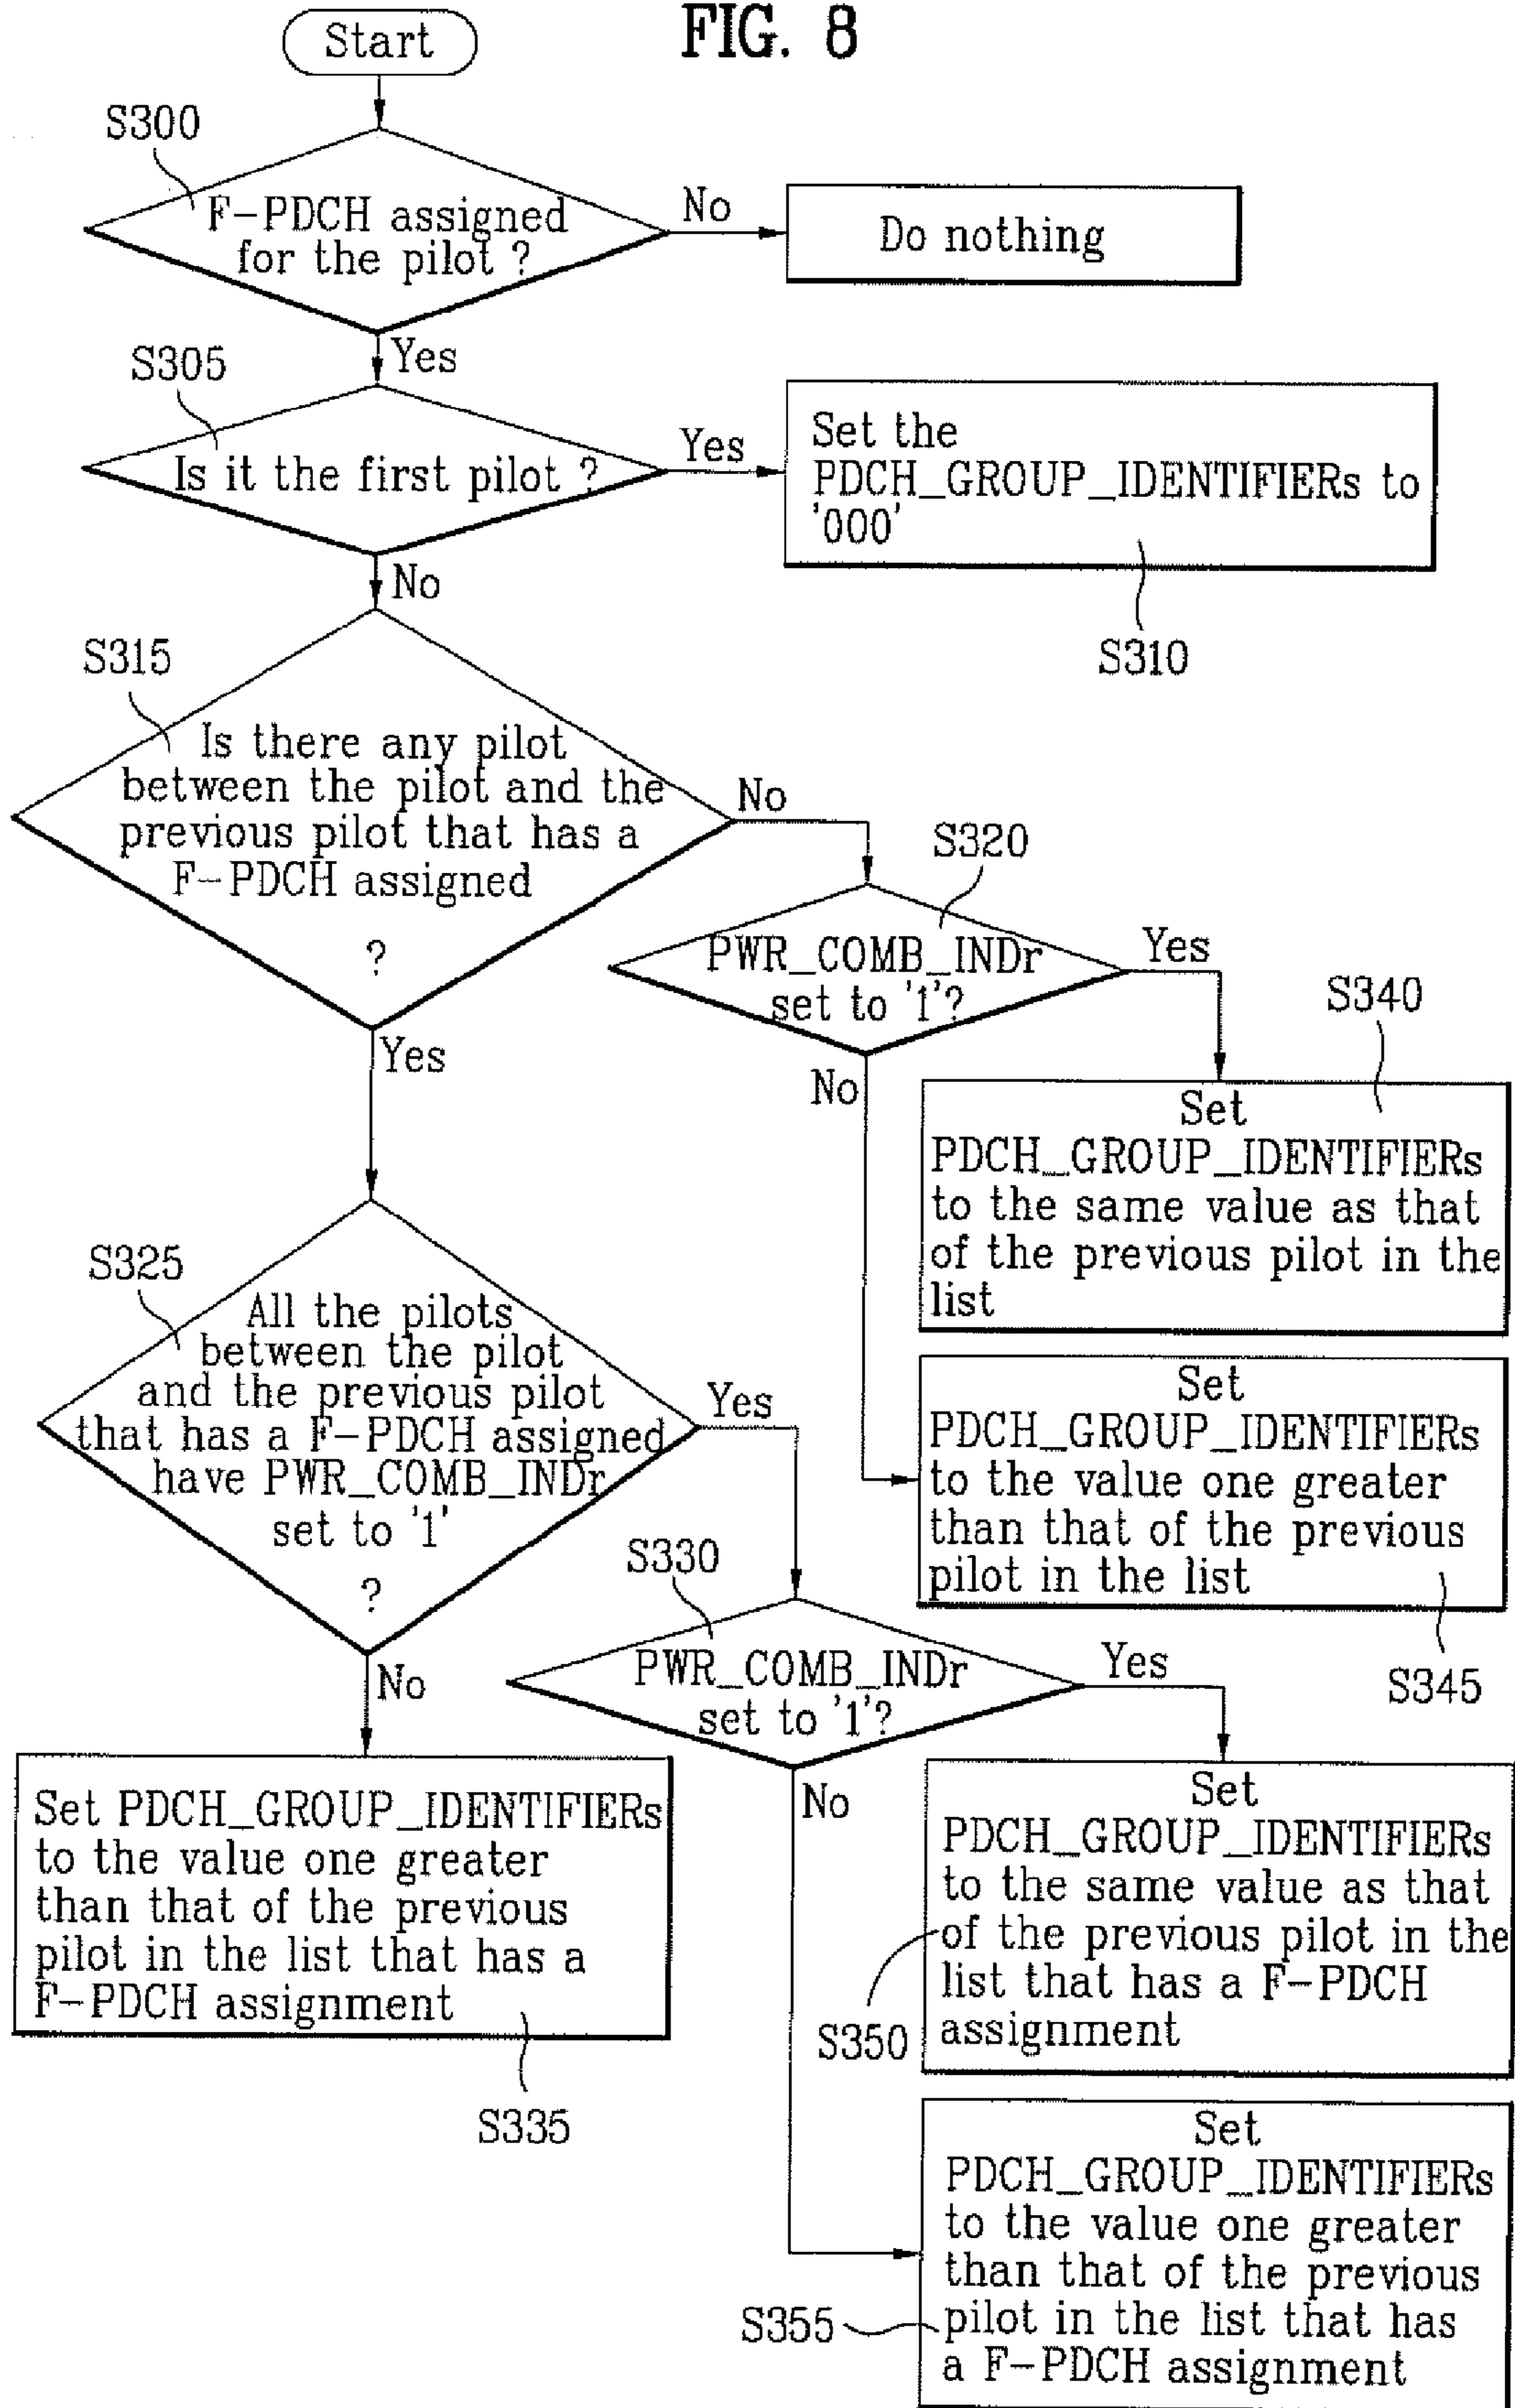 FIG. 8
Start
S300
F-PDCH assigned
for the pilot ?
No
Do nothing
Yes
S305
Is it the first pilot ?
Yes
Set the
PDCH_GROUP_IDENTIFIERs to
'000'
S310
No
S315
Is there any pilot
between the pilot and the
previous pilot that has a
F-PDCH assigned
?
No
S320
PWR_COMB_INDr
set to '1'?
Yes
S340
Set
PDCH_GROUP_IDENTIFIERs
to the same value as that
of the previous pilot in the
list
No
Set
PDCH_GROUP_IDENTIFIERs
to the value one greater
than that of the previous
pilot in the list
S345
Yes
S325
All the pilots
between the pilot
and the previous pilot
that has a F-PDCH assigned
have PWR_COMB_INDr
set to '1'
?
Yes
S330
PWR_COMB_INDr
set to '1'?
Yes
Set
PDCH_GROUP_IDENTIFIERs
to the same value as that
of the previous pilot in the
list that has a F-PDCH
assignment
S350
No
Set PDCH_GROUP_IDENTIFIERs
to the value one greater
than that of the previous
pilot in the list that has a
F-PDCH assignment
S335
No
Set
PDCH_GROUP_IDENTIFIERs
to the value one greater
than that of the previous
pilot in the list that has
a F-PDCH assignment
S355